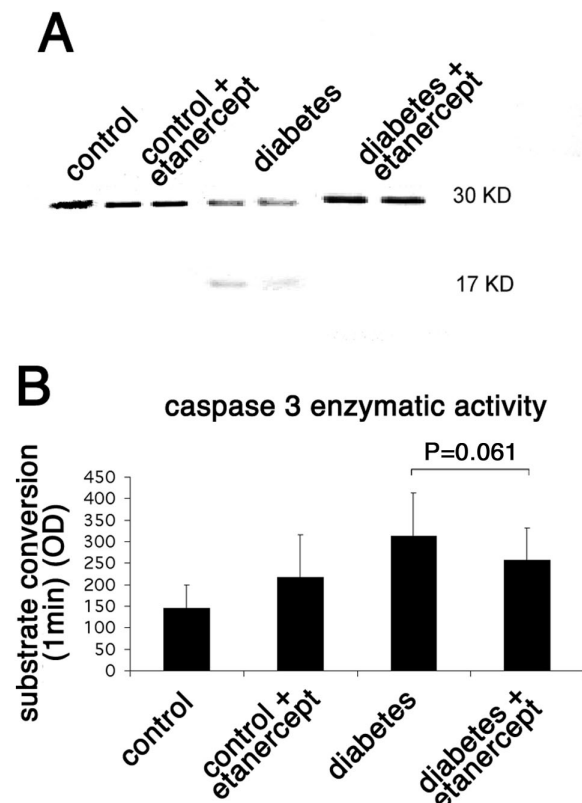 A
control
control +
etanercept
diabetes
diabetes +
etanercept
30 KD
17 KD
B
caspase 3 enzymatic activity
P=0.061
substrate conversion
(1min) (OD)
450
400
350
300
250
200
150
100
50
0
control
control +
etanercept
diabetes
diabetes +
etanercept